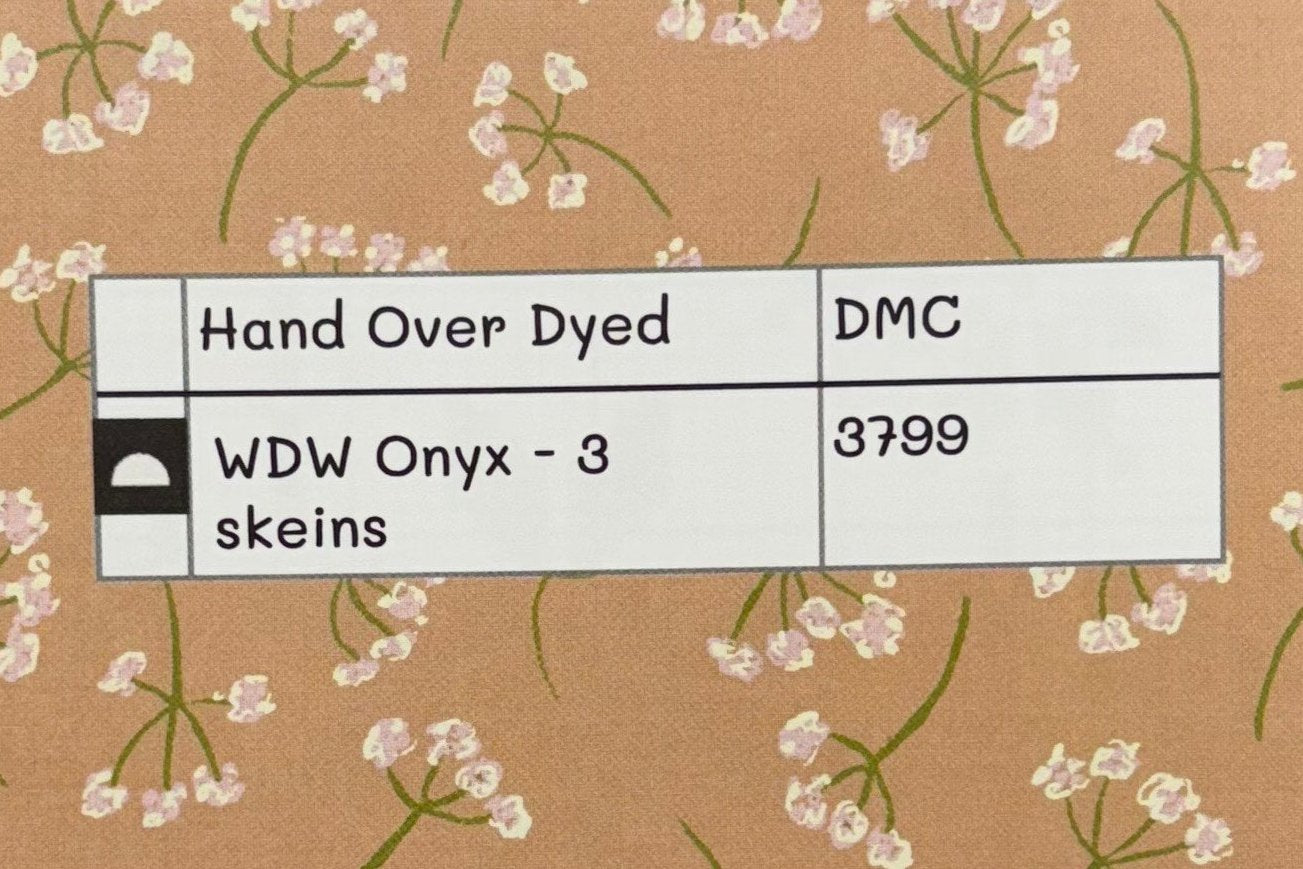 Hand Over Dyed DMC
WDW Onyx - 3 3799
skeins